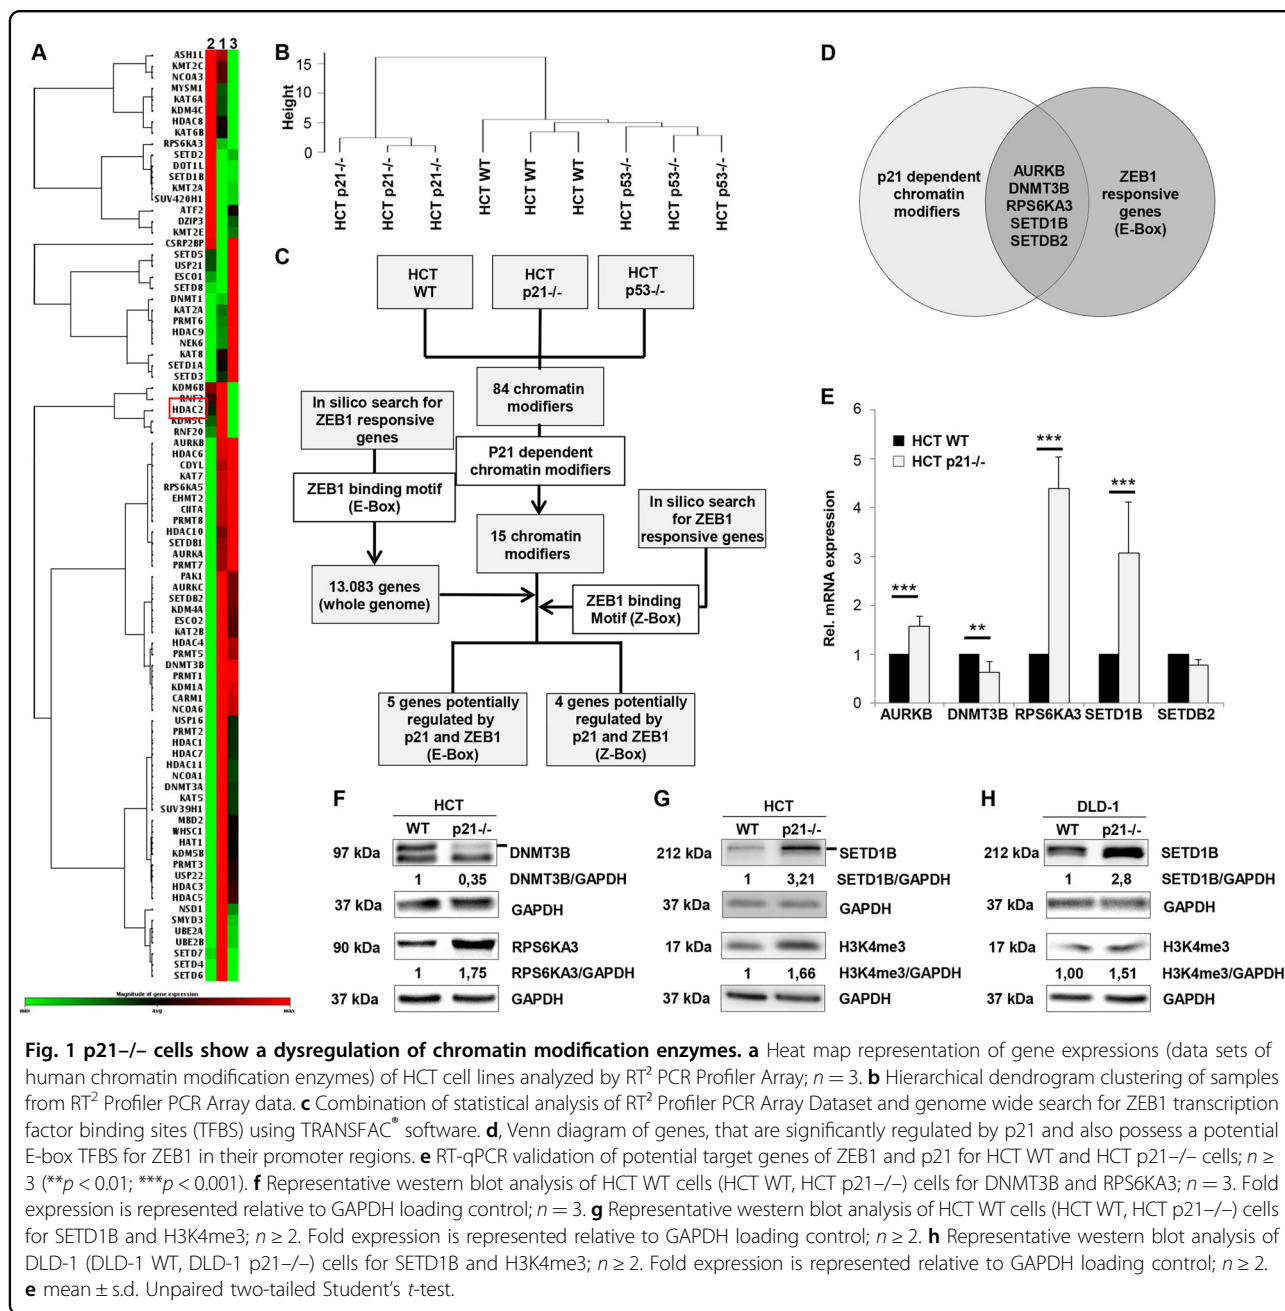 A
2 1 3
ASH1L
KMT2C
NCOA3
MYSM1
KAT6A
KDM4C
HDAC8
KAT6B
RPS6KA3
SETD2
DOT1L
SETD1B
KMT2A
SUV420H1
ATF2
DZIP3
KMT2E
CSRP2BP
SETD5
USP21
ESCO1
SETD8
DNMT1
KAT2A
PRMT6
HDAC9
NEK6
KAT8
SETD1A
SETD3
KDM6B
RNF2
HDAC2
KDM5C
RNF20
AURKB
HDAC6
CDYL
KAT7
RPS6KA5
EHMT2
CIITA
PRMT8
HDAC10
SETDB1
AURKA
PRMT7
PAK1
AURKC
SETDB2
KDM4A
ESCO2
KAT2B
HDAC4
PRMT5
DNMT3B
PRMT1
KDM1A
CARM1
NCOA6
USP16
PRMT2
HDAC1
HDAC7
HDAC11
NCOA1
DNMT3A
KAT5
SUV39H1
MBD2
WHSC1
HAT1
KDM5B
PRMT3
USP22
HDAC3
HDAC5
NSD1
SMYD3
UBE2A
UBE2B
SETD7
SETD4
SETD6
Magnitude of gene expression
min avg max
B
Height
15
10
5
0
HCT p21-/-
HCT p21-/-
HCT p21-/-
HCT WT
HCT WT
HCT WT
HCT p53-/-
HCT p53-/-
HCT p53-/-
C
HCT
WT
HCT
p21-/-
HCT
p53-/-
84 chromatin
modifiers
In silico search for
ZEB1 responsive
genes
P21 dependent
chromatin modifiers
ZEB1 binding motif
(E-Box)
In silico search
for ZEB1
responsive genes
15 chromatin
modifiers
13.083 genes
(whole genome)
ZEB1 binding
Motif (Z-Box)
5 genes potentially
regulated by
p21 and ZEB1
(E-Box)
4 genes potentially
regulated by
p21 and ZEB1
(Z-Box)
D
p21 dependent
chromatin
modifiers
AURKB
DNMT3B
RPS6KA3
SETD1B
SETDB2
ZEB1
responsive
genes
(E-Box)
E
Rel. mRNA expression
6
5
4
3
2
1
0
HCT WT
HCT p21-/-
***
**
***
***
AURKB DNMT3B RPS6KA3 SETD1B SETDB2
F
HCT
WT p21-/-
97 kDa DNMT3B
1 0,35 DNMT3B/GAPDH
37 kDa GAPDH
90 kDa RPS6KA3
1 1,75 RPS6KA3/GAPDH
37 kDa GAPDH
G
HCT
WT p21-/-
212 kDa SETD1B
1 3,21 SETD1B/GAPDH
37 kDa GAPDH
17 kDa H3K4me3
1 1,66 H3K4me3/GAPDH
37 kDa GAPDH
H
DLD-1
WT p21-/-
212 kDa SETD1B
1 2,8 SETD1B/GAPDH
37 kDa GAPDH
17 kDa H3K4me3
1,00 1,51 H3K4me3/GAPDH
37 kDa GAPDH
Fig. 1 p21–/– cells show a dysregulation of chromatin modification enzymes. a Heat map representation of gene expressions (data sets of
human chromatin modification enzymes) of HCT cell lines analyzed by RT² PCR Profiler Array; n = 3. b Hierarchical dendrogram clustering of samples
from RT² Profiler PCR Array data. c Combination of statistical analysis of RT² Profiler PCR Array Dataset and genome wide search for ZEB1 transcription
factor binding sites (TFBS) using TRANSFAC® software. d, Venn diagram of genes, that are significantly regulated by p21 and also possess a potential
E-box TFBS for ZEB1 in their promoter regions. e RT-qPCR validation of potential target genes of ZEB1 and p21 for HCT WT and HCT p21–/– cells; n ≥
3 (**p < 0.01; ***p < 0.001). f Representative western blot analysis of HCT WT cells (HCT WT, HCT p21–/–) cells for DNMT3B and RPS6KA3; n = 3. Fold
expression is represented relative to GAPDH loading control; n = 3. g Representative western blot analysis of HCT WT cells (HCT WT, HCT p21–/–) cells
for SETD1B and H3K4me3; n ≥ 2. Fold expression is represented relative to GAPDH loading control; n ≥ 2. h Representative western blot analysis of
DLD-1 (DLD-1 WT, DLD-1 p21–/–) cells for SETD1B and H3K4me3; n ≥ 2. Fold expression is represented relative to GAPDH loading control; n ≥ 2.
e mean ± s.d. Unpaired two-tailed Student's t-test.